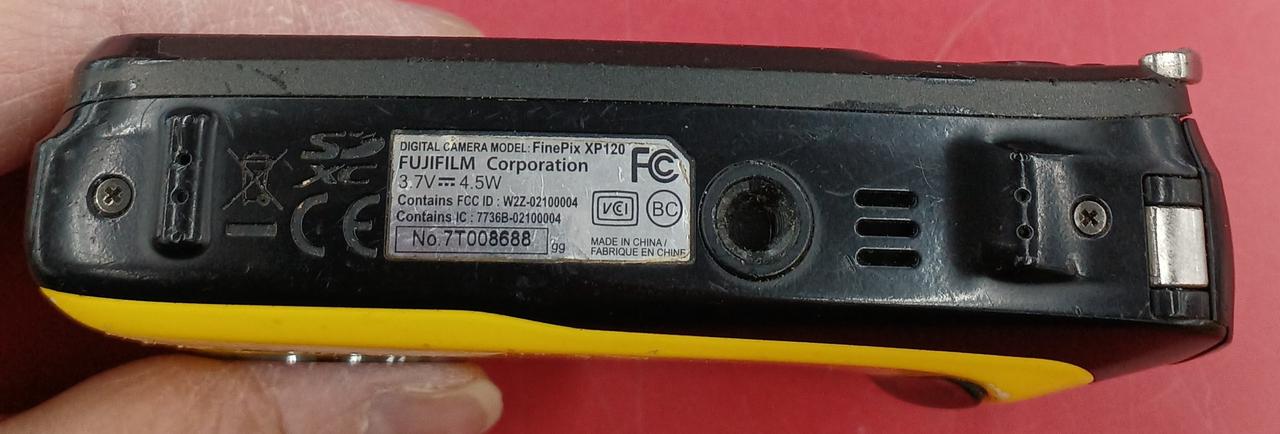 SD
XC
CE
DIGITAL CAMERA MODEL: FinePix XP120
FUJIFILM Corporation
3.7V⎓4.5W
Contains FCC ID : W2Z-02100004
Contains IC : 7736B-02100004
No.7T008688
gg
FC
VCCI
BC
MADE IN CHINA /
FABRIQUE EN CHINE